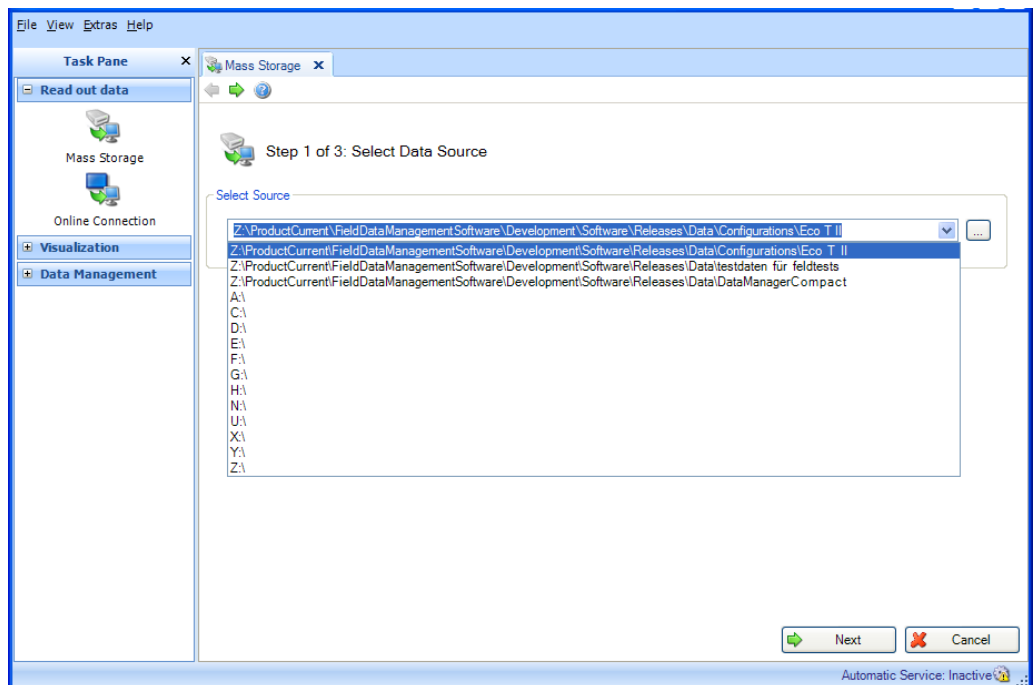 File View Extras Help
Task Pane
Mass Storage
Read out data
Mass Storage
Online Connection
Visualization
Data Management
Step 1 of 3: Select Data Source
Select Source
Z:\ProductCurrent\FieldDataManagementSoftware\Development\Software\Releases\Data\Configurations\Eco T II
...
Z:\ProductCurrent\FieldDataManagementSoftware\Development\Software\Releases\Data\Configurations\Eco T II
Z:\ProductCurrent\FieldDataManagementSoftware\Development\Software\Releases\Data\testdaten für feldtests
Z:\ProductCurrent\FieldDataManagementSoftware\Development\Software\Releases\Data\DataManagerCompact
A:\
C:\
D:\
E:\
F:\
G:\
H:\
N:\
U:\
X:\
Y:\
Z:\
Next
Cancel
Automatic Service: Inactive